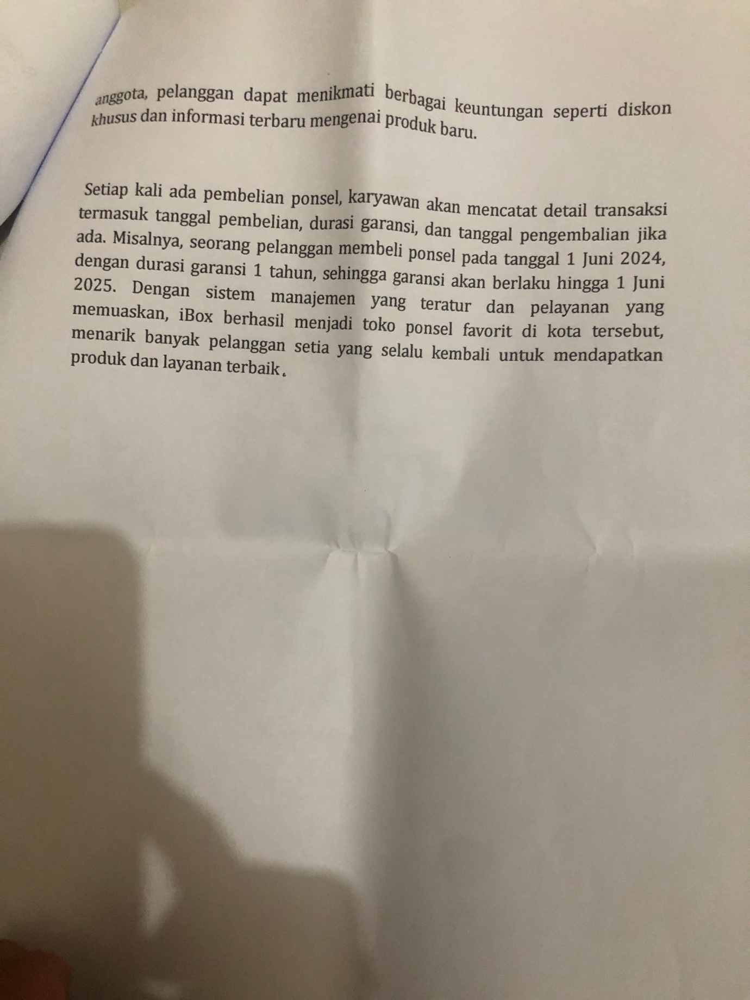 anggota, pelanggan dapat menikmati berbagai keuntungan seperti diskon
khusus dan informasi terbaru mengenai produk baru.
Setiap kali ada pembelian ponsel, karyawan akan mencatat detail transaksi
termasuk tanggal pembelian, durasi garansi, dan tanggal pengembalian jika
ada. Misalnya, seorang pelanggan membeli ponsel pada tanggal 1 Juni 2024,
dengan durasi garansi 1 tahun, sehingga garansi akan berlaku hingga 1 Juni
2025. Dengan sistem manajemen yang teratur dan pelayanan yang
memuaskan, iBox berhasil menjadi toko ponsel favorit di kota tersebut,
menarik banyak pelanggan setia yang selalu kembali untuk mendapatkan
produk dan layanan terbaik.